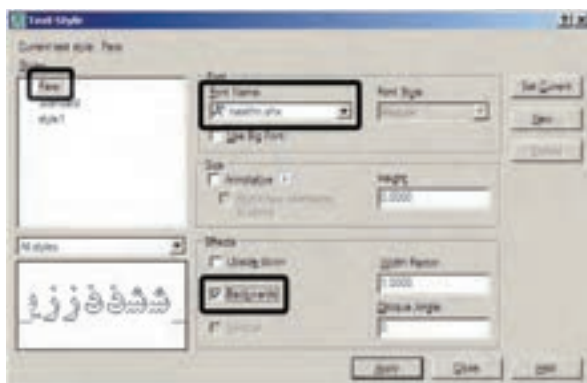 Text Style
Current text style: Farsi
Styles:
Farsi
Standard
style1
All styles
Font
Font Name:
Font Style:
Use Big Font
Size
Annotative
Height
0.0000
Effects
Upside down
Backwards
Vertical
Width Factor:
1.0000
Oblique Angle:
0
Set Current
New
Delete
Apply
Close
Help